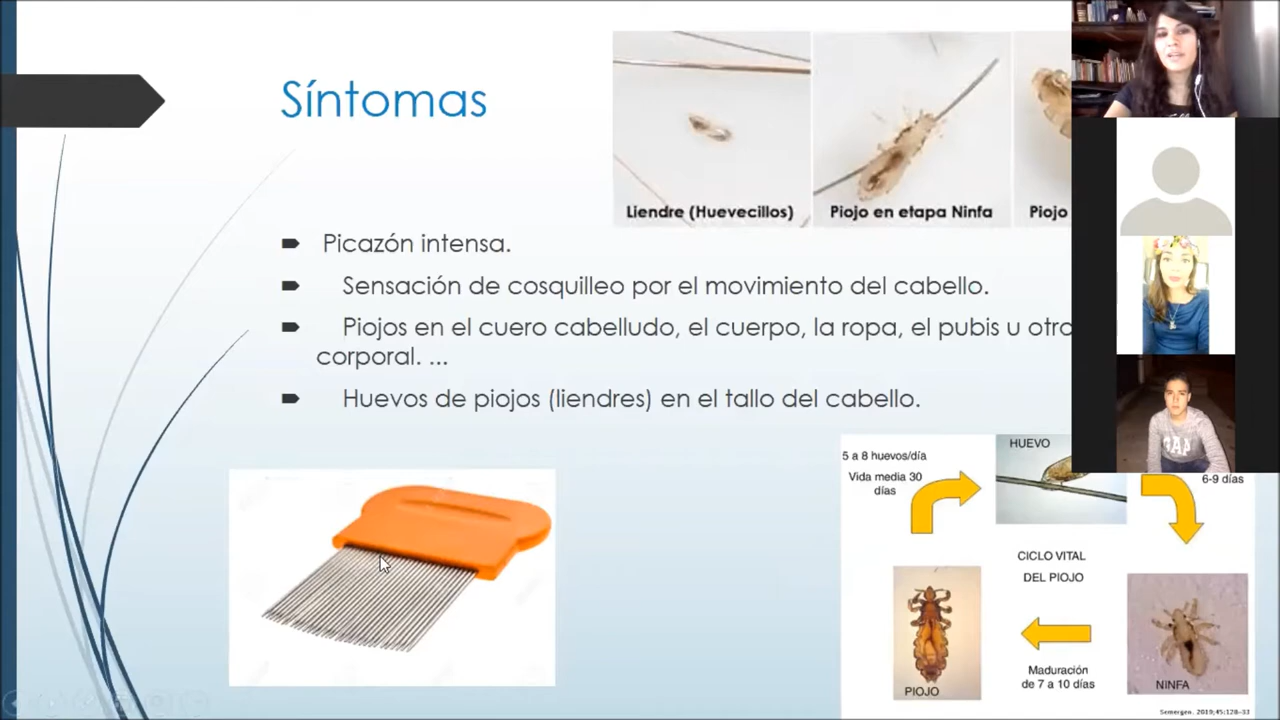 Síntomas
Liendre (Huevecillos)
Piojo en etapa Ninfa
Piojo
Picazón intensa.
Sensación de cosquilleo por el movimiento del cabello.
Piojos en el cuero cabelludo, el cuerpo, la ropa, el pubis u otro
corporal. ...
Huevos de piojos (liendres) en el tallo del cabello.
HUEVO
5 a 8 huevos/día
Vida media 30
días
6-9 días
CICLO VITAL
DEL PIOJO
Maduración
de 7 a 10 días
PIOJO
NINFA
Semergen. 2019;45:128-33
GAP